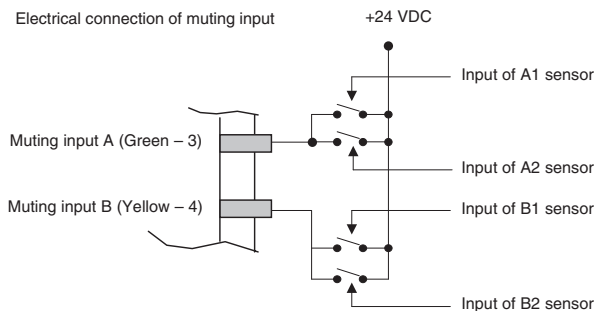 Electrical connection of muting input
+24 VDC
Input of A1 sensor
Muting input A (Green – 3)
Input of A2 sensor
Muting input B (Yellow – 4)
Input of B1 sensor
Input of B2 sensor